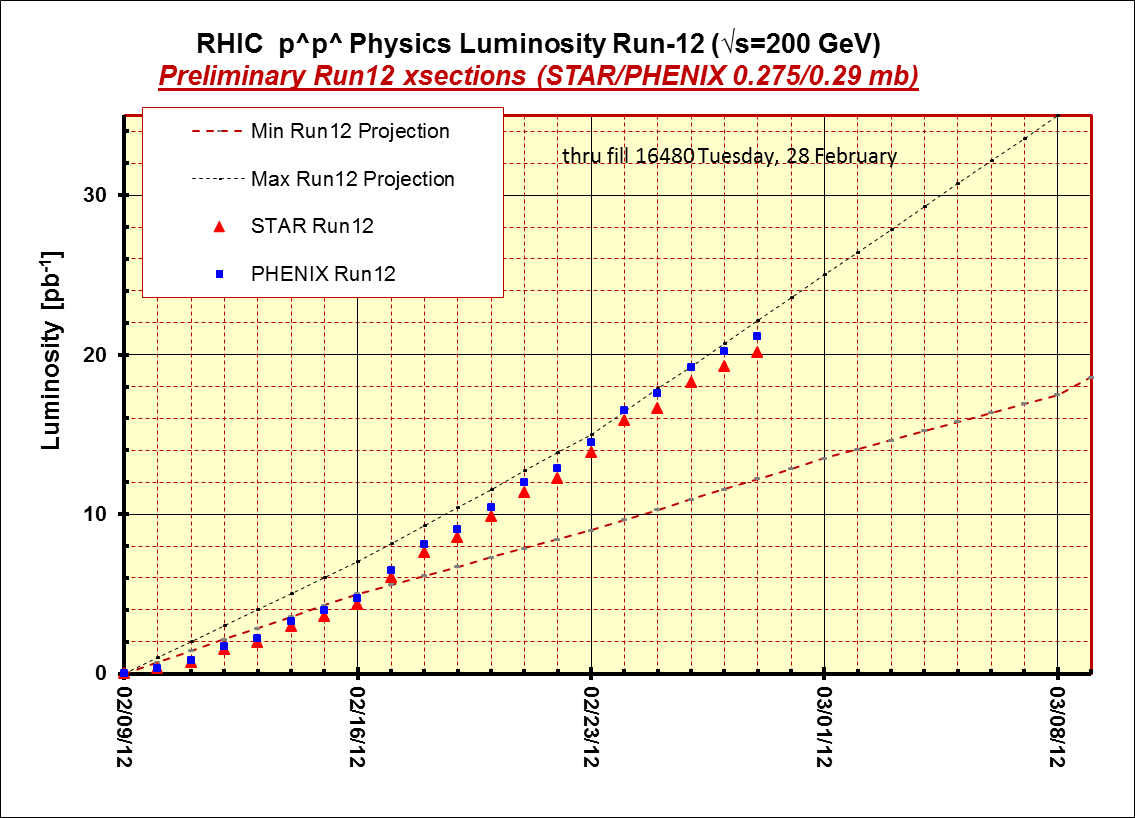 RHIC p^p^ Physics Luminosity Run-12 (√s=200 GeV)
Preliminary Run12 xsections (STAR/PHENIX 0.275/0.29 mb)
Min Run12 Projection
Max Run12 Projection
STAR Run12
PHENIX Run12
thru fill 16480 Tuesday, 28 February
Luminosity [pb-1]
30
20
10
0
02/09/12
02/16/12
02/23/12
03/01/12
03/08/12